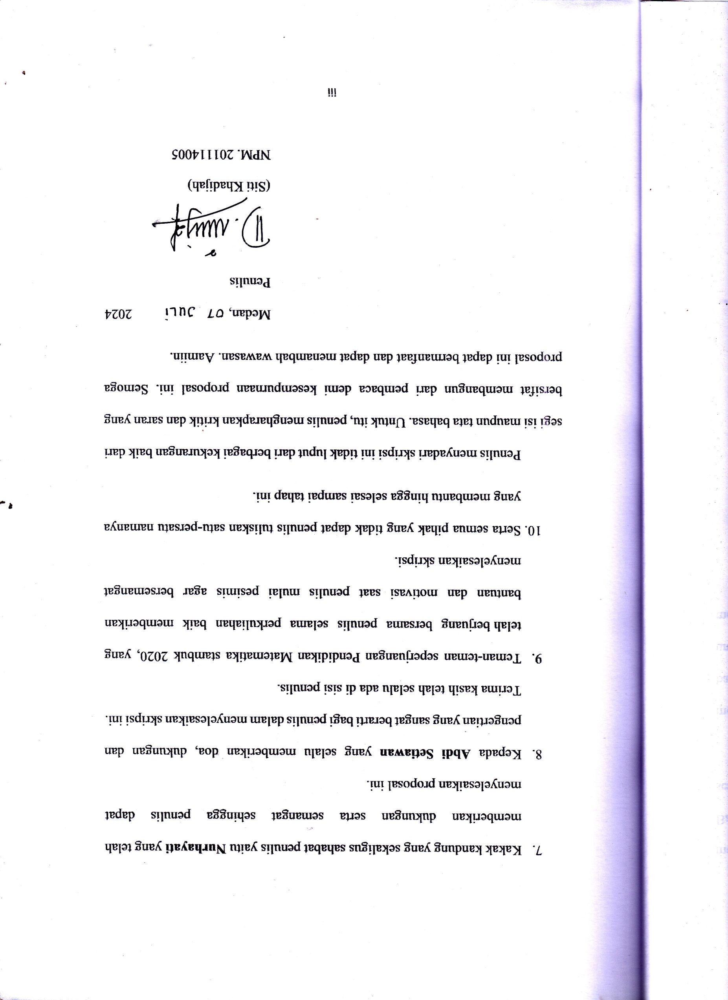 7. Kakak kandung yang sekaligus sahabat penulis yaitu Nurhayati yang telah
memberikan dukungan serta semangat sehingga penulis dapat
menyelesaikan proposal ini.
8. Kepada Abdi Setiawan yang selalu memberikan doa, dukungan dan
pengertian yang sangat berarti bagi penulis dalam menyelesaikan skripsi ini.
Terima kasih telah selalu ada di sisi penulis.
9. Teman-teman seperjuangan Pendidikan Matematika stambuk 2020, yang
telah berjuang bersama penulis selama perkuliahan baik memberikan
bantuan dan motivasi saat penulis mulai pesimis agar bersemangat
menyelesaikan skripsi.
10. Serta semua pihak yang tidak dapat penulis tuliskan satu-persatu namanya
yang membantu hingga selesai sampai tahap ini.
Penulis menyadari skripsi ini tidak luput dari berbagai kekurangan baik dari
segi isi maupun tata bahasa. Untuk itu, penulis mengharapkan kritik dan saran yang
bersifat membangun dari pembaca demi kesempurnaan proposal ini. Semoga
proposal ini dapat bermanfaat dan dapat menambah wawasan. Aamiin.
Medan, 07 JULI 2024
Penulis
(Siti Khadijah)
NPM. 201114005
iii